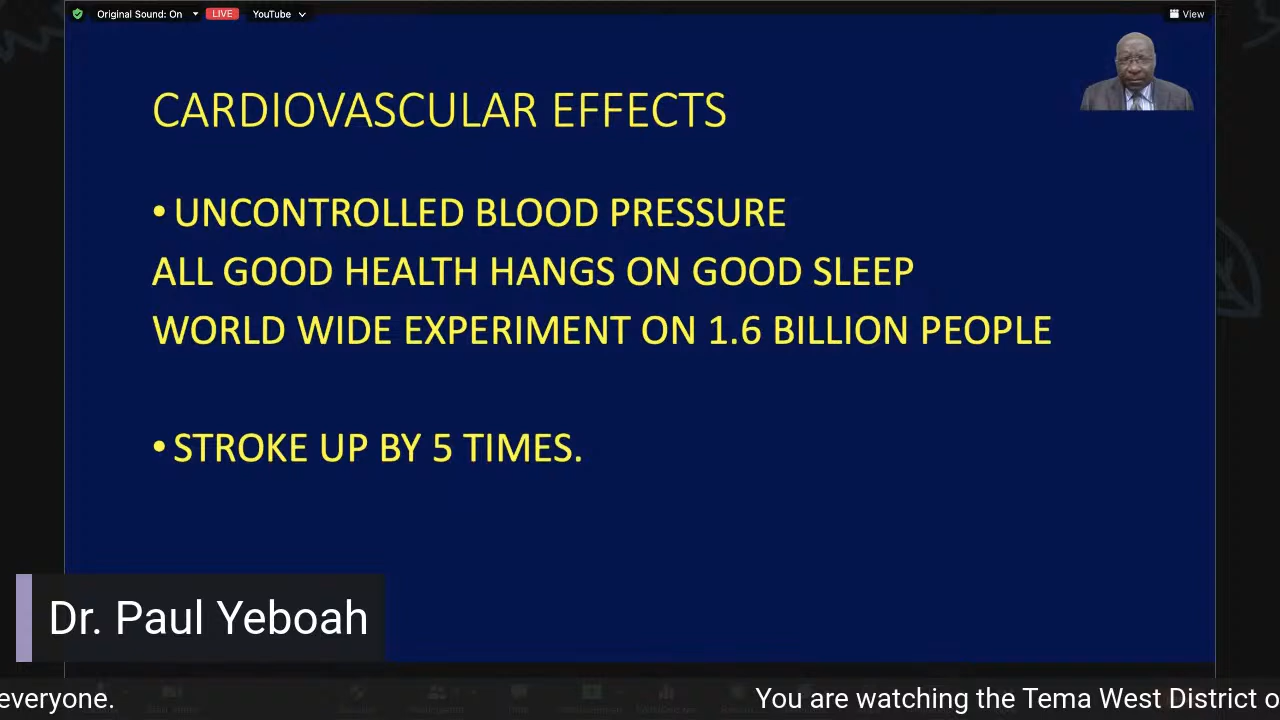 Original Sound: On LIVE YouTube View
CARDIOVASCULAR EFFECTS
• UNCONTROLLED BLOOD PRESSURE
ALL GOOD HEALTH HANGS ON GOOD SLEEP
WORLD WIDE EXPERIMENT ON 1.6 BILLION PEOPLE
• STROKE UP BY 5 TIMES.
Dr. Paul Yeboah
everyone. You are watching the Tema West District o